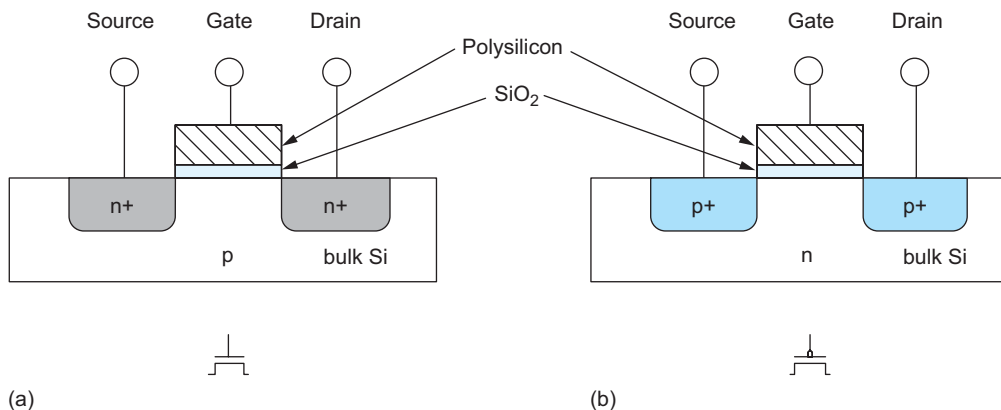 Source Gate Drain Source Gate Drain
Polysilicon
SiO₂
n+ n+ p+ p+
p bulk Si n bulk Si
(a) (b)